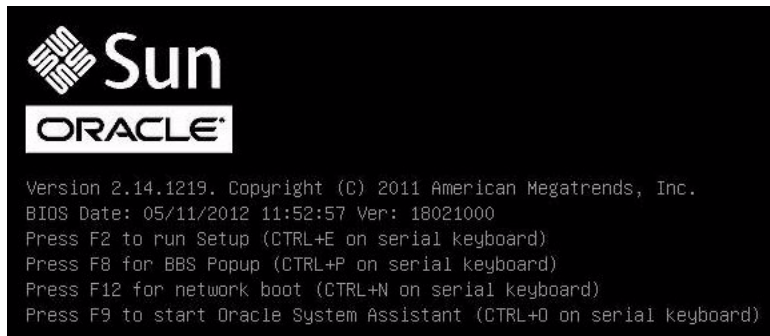 Sun
ORACLE
Version 2.14.1219. Copyright (C) 2011 American Megatrends, Inc.
BIOS Date: 05/11/2012 11:52:57 Ver: 18021000
Press F2 to run Setup (CTRL+E on serial keyboard)
Press F8 for BBS Popup (CTRL+P on serial keyboard)
Press F12 for network boot (CTRL+N on serial keyboard)
Press F9 to start Oracle System Assistant (CTRL+O on serial keyboard)